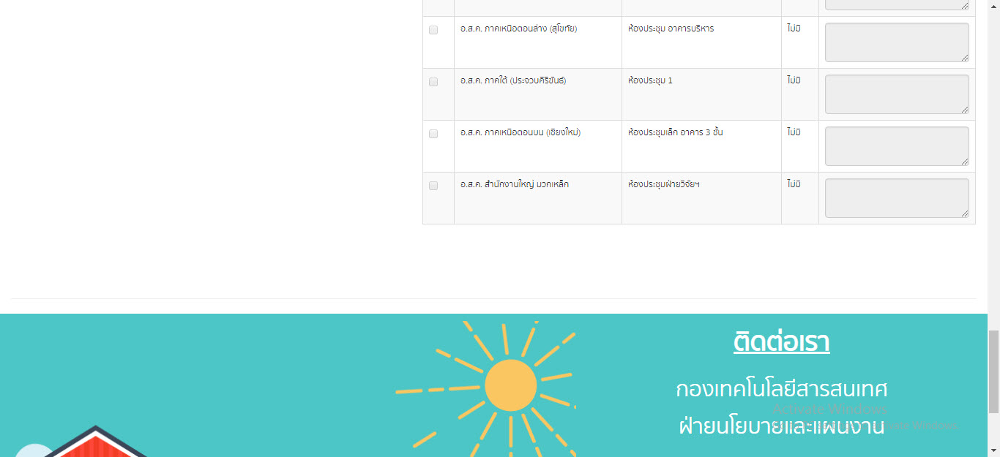 อ.ส.ค. ภาคเหนือตอนล่าง (สุโขทัย) ห้องประชุม อาคารบริหาร ไม่มี
อ.ส.ค. ภาคใต้ (ประจวบคิริขันธ์) ห้องประชุม 1 ไม่มี
อ.ส.ค. ภาคเหนือตอนบน (เชียงใหม่) ห้องประชุมเล็ก อาคาร 3 ชั้น ไม่มี
อ.ส.ค. สำนักงานใหญ่ มวกเหล็ก ห้องประชุมฝ่ายวิจัยฯ ไม่มี
ติดต่อเรา
กองเทคโนโลยีสารสนเทศ
Activate Windows
ฝ่ายนโยบายและแผนงาน